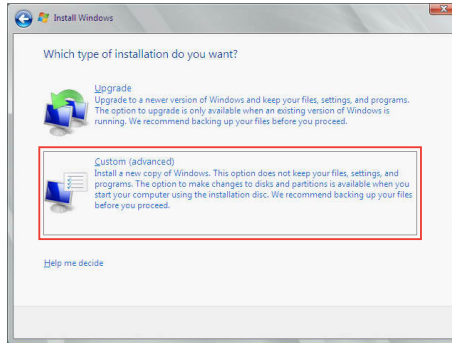 Install Windows
Which type of installation do you want?
Upgrade
Upgrade to a newer version of Windows and keep your files, settings, and programs.
The option to upgrade is only available when an existing version of Windows is
running. We recommend backing up your files before you proceed.
Custom (advanced)
Install a new copy of Windows. This option does not keep your files, settings, and
programs. The option to make changes to disks and partitions is available when you
start your computer using the installation disc. We recommend backing up your files
before you proceed.
Help me decide